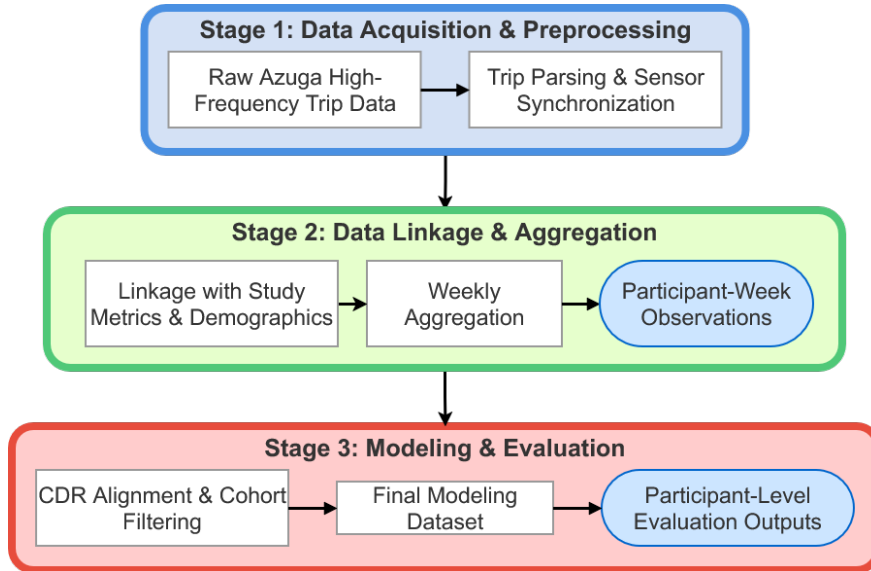 Stage 1: Data Acquisition & Preprocessing
Raw Azuga High-
Frequency Trip Data
Trip Parsing & Sensor
Synchronization
Stage 2: Data Linkage & Aggregation
Linkage with Study
Metrics & Demographics
Weekly
Aggregation
Participant-Week
Observations
Stage 3: Modeling & Evaluation
CDR Alignment & Cohort
Filtering
Final Modeling
Dataset
Participant-Level
Evaluation Outputs